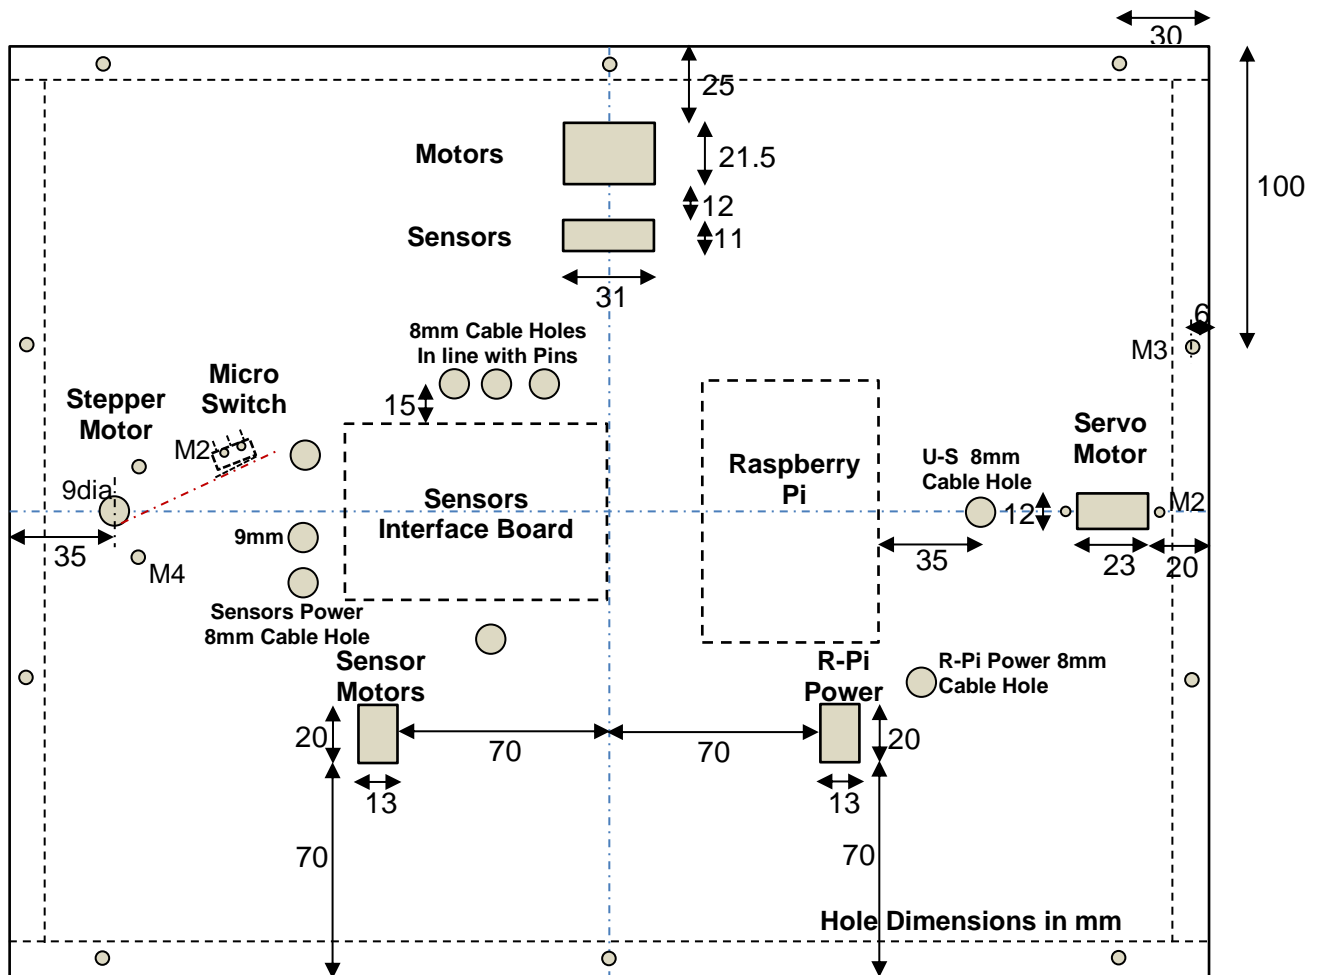 30
25
Motors
21.5
100
12
Sensors
11
31
6
8mm Cable Holes
In line with Pins
M3
Micro
Switch
15
Stepper
Motor
M2
Servo
Motor
Raspberry
Pi
U-S 8mm
Cable Hole
9dia
Sensors
Interface Board
12
M2
9mm
35
35
23
20
M4
Sensors Power
8mm Cable Hole
Sensor
Motors
R-Pi
Power
R-Pi Power 8mm
Cable Hole
20
70
70
20
13
13
70
70
Hole Dimensions in mm